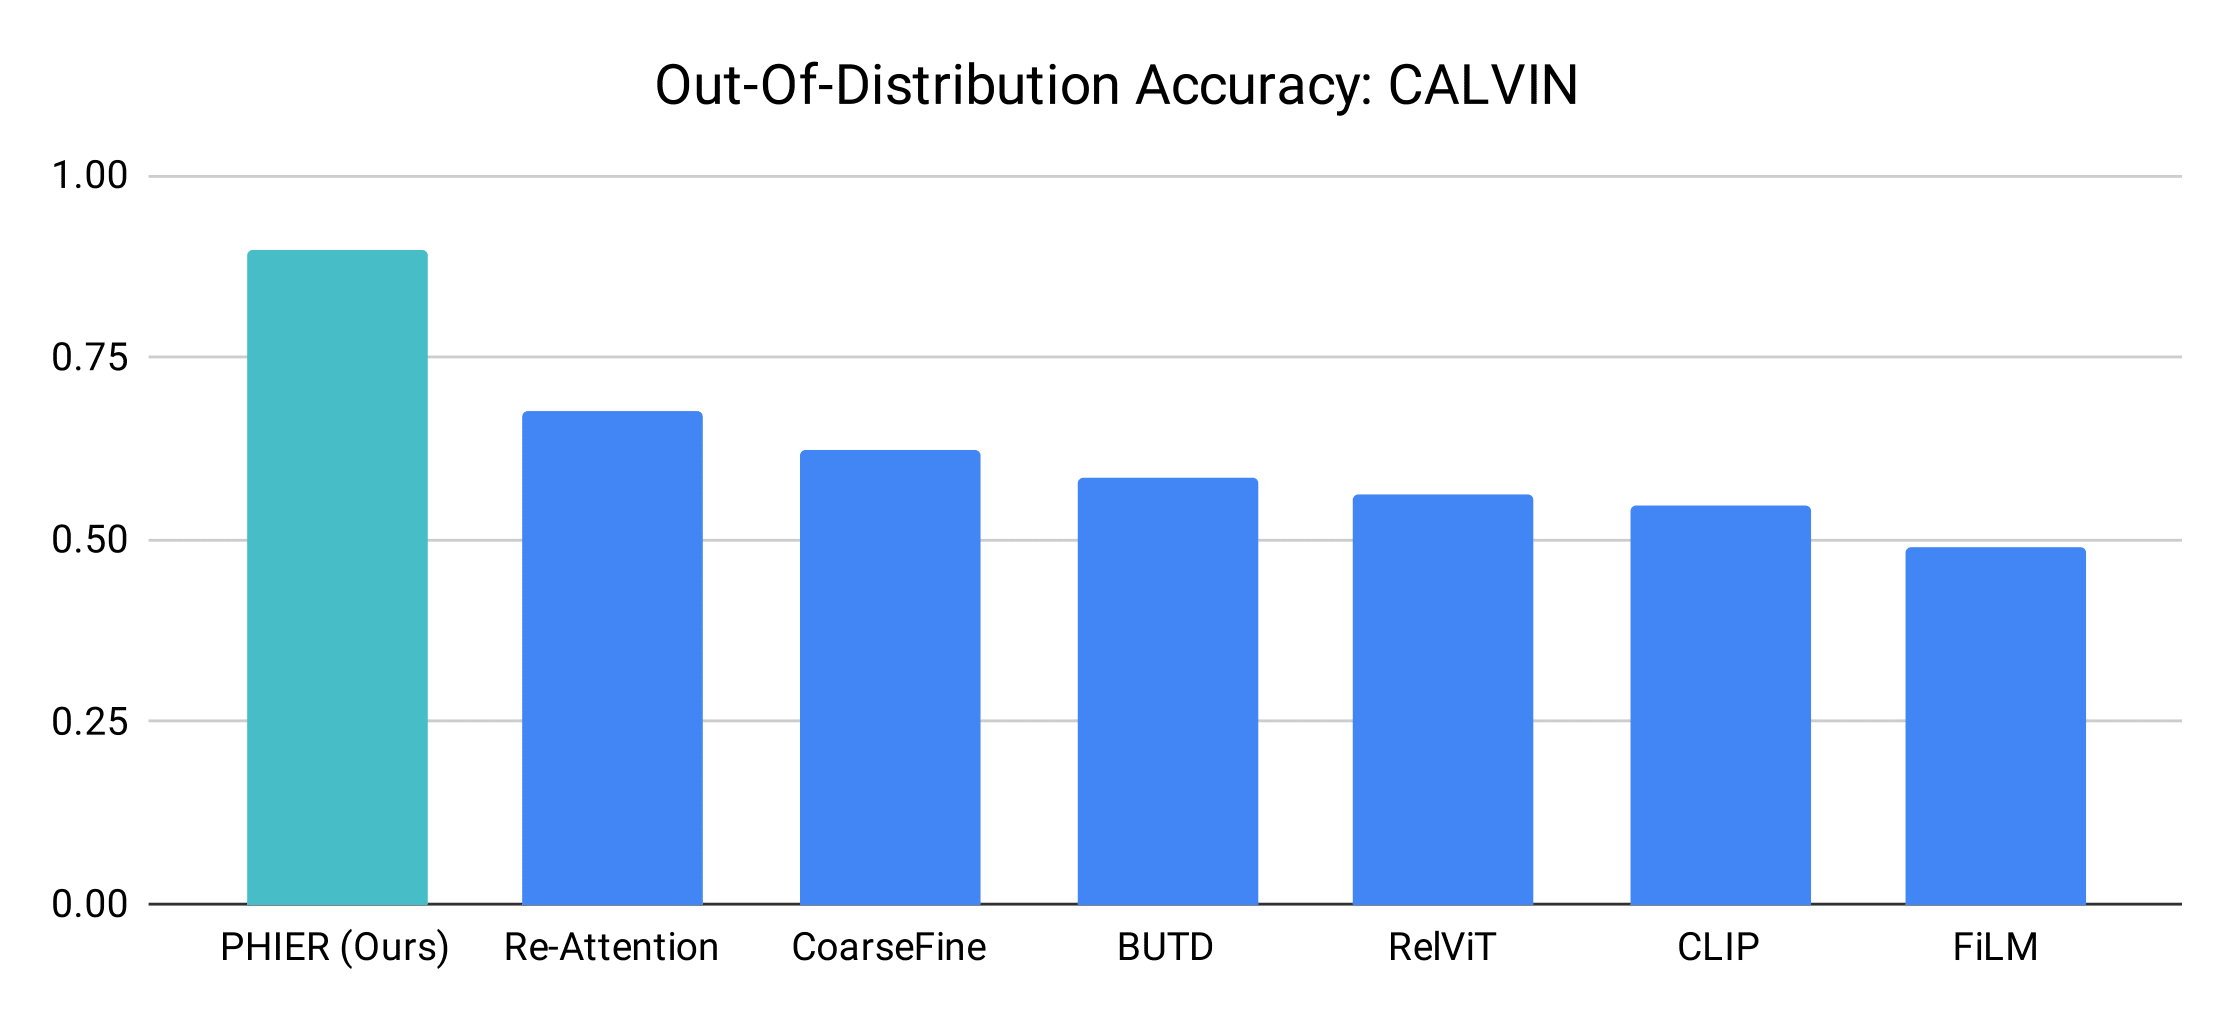 Out-Of-Distribution Accuracy: CALVIN
1.00
0.75
0.50
0.25
0.00
PHIER (Ours) Re-Attention CoarseFine BUTD RelViT CLIP FiLM